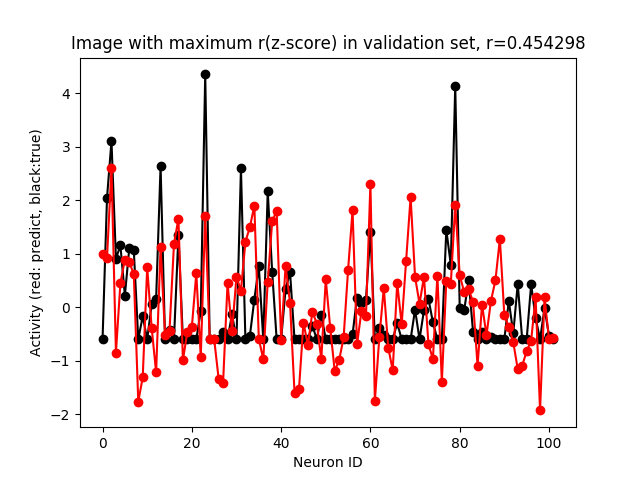 Image with maximum r(z-score) in validation set, r=0.454298
Activity (red: predict, black:true)
4
3
2
1
0
−1
−2
0 20 40 60 80 100
Neuron ID